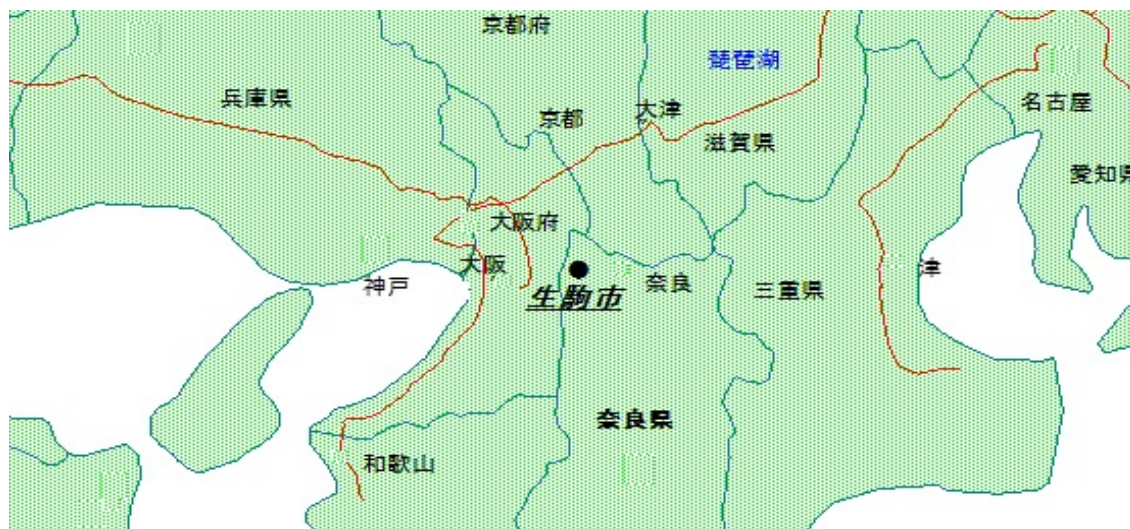 京都府
琵琶湖
兵庫県
名古屋
京都
大津
滋賀県
愛知県
大阪府
大阪
津
神戸
奈良
三重県
生駒市
奈良県
和歌山